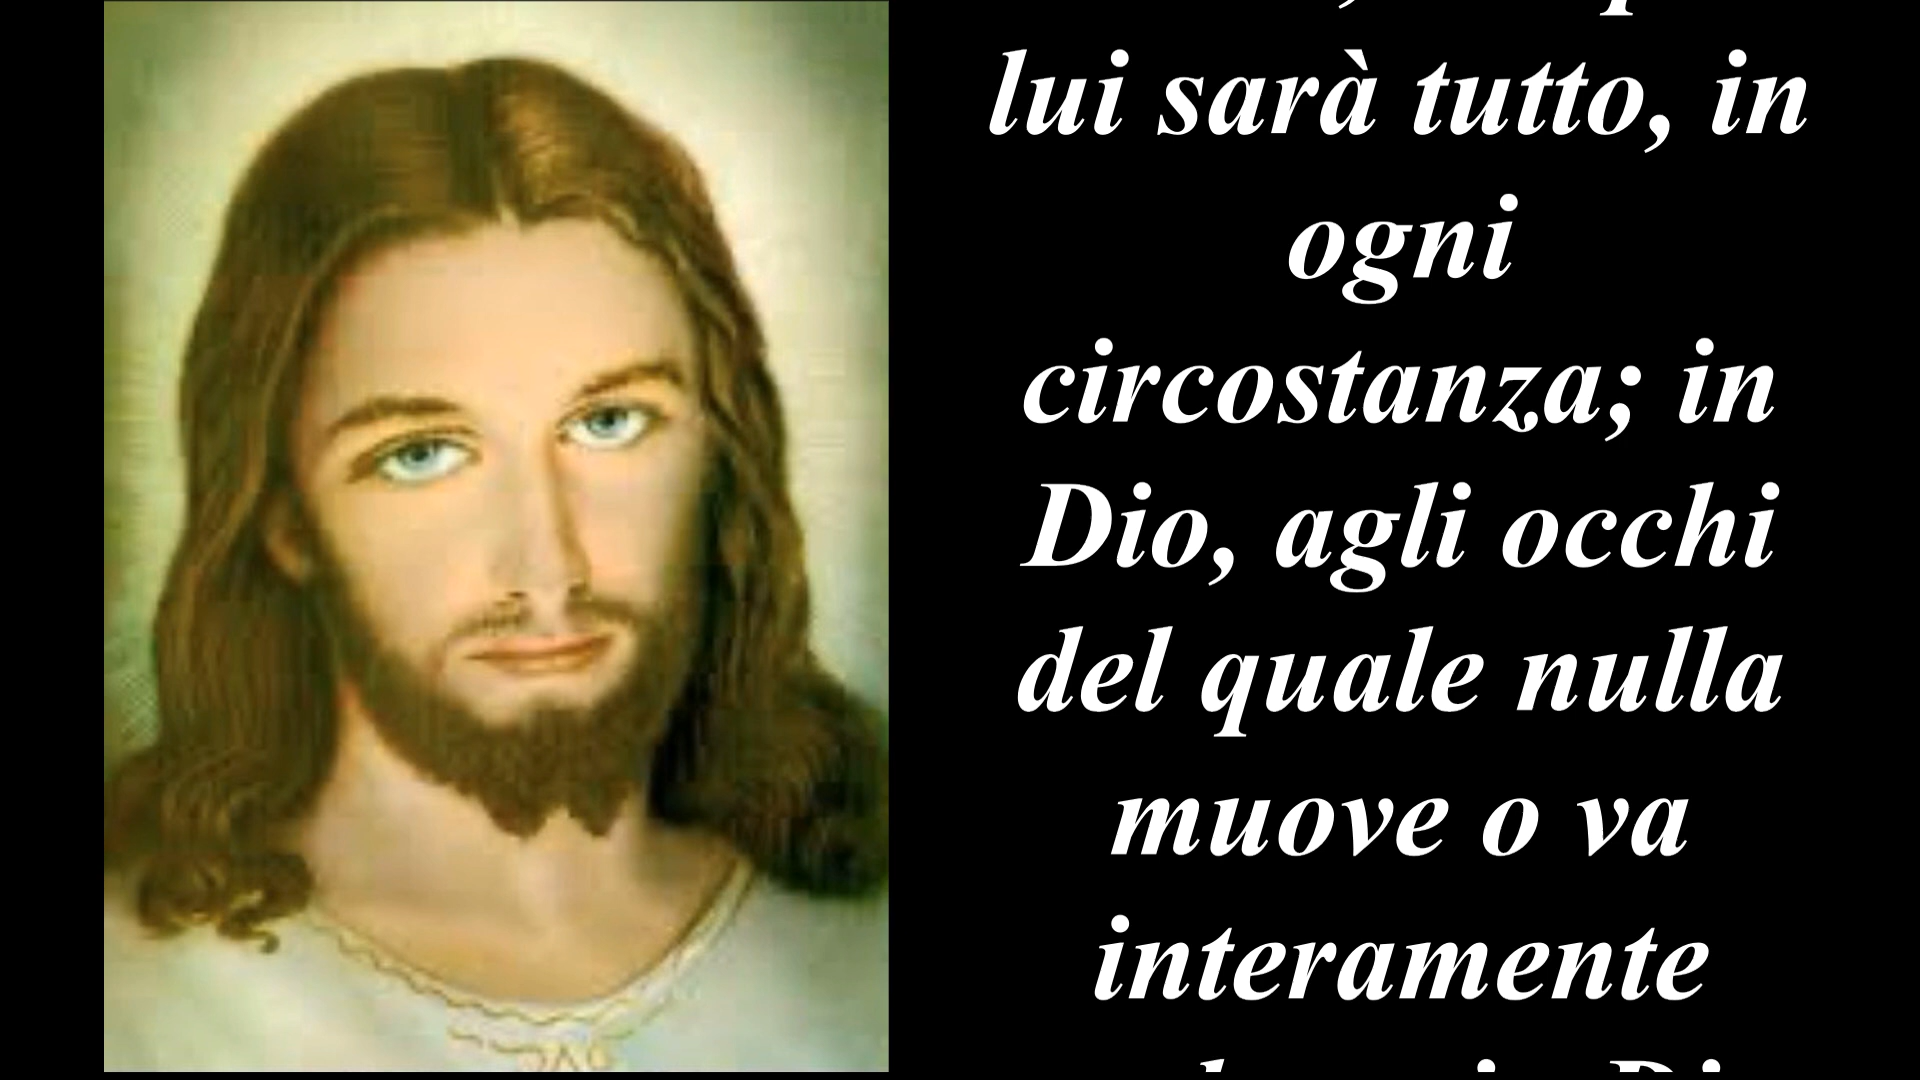 lui sarà tutto, in
ogni
circostanza; in
Dio, agli occhi
del quale nulla
muove o va
interamente